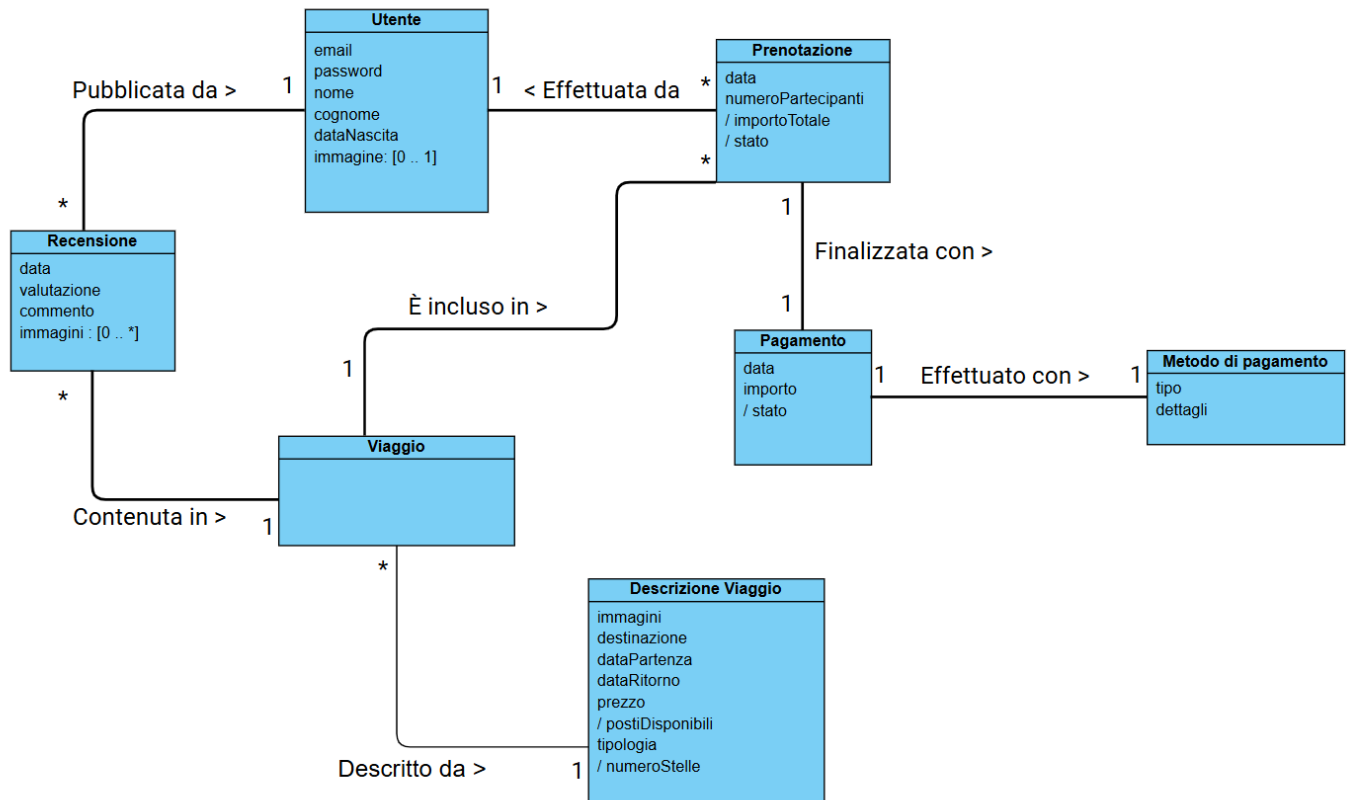 Utente
email
password
nome
cognome
dataNascita
immagine: [0 .. 1]
Prenotazione
data
numeroPartecipanti
/ importoTotale
/ stato
Pubblicata da >
1
1
< Effettuata da
*
*
*
1
Recensione
data
valutazione
commento
immagini : [0 .. *]
Finalizzata con >
È incluso in >
1
Pagamento
data
importo
/ stato
1
Effettuato con >
1
Metodo di pagamento
tipo
dettagli
*
1
Viaggio
Contenuta in >
1
*
Descrizione Viaggio
immagini
destinazione
dataPartenza
dataRitorno
prezzo
/ postiDisponibili
tipologia
/ numeroStelle
Descritto da >
1